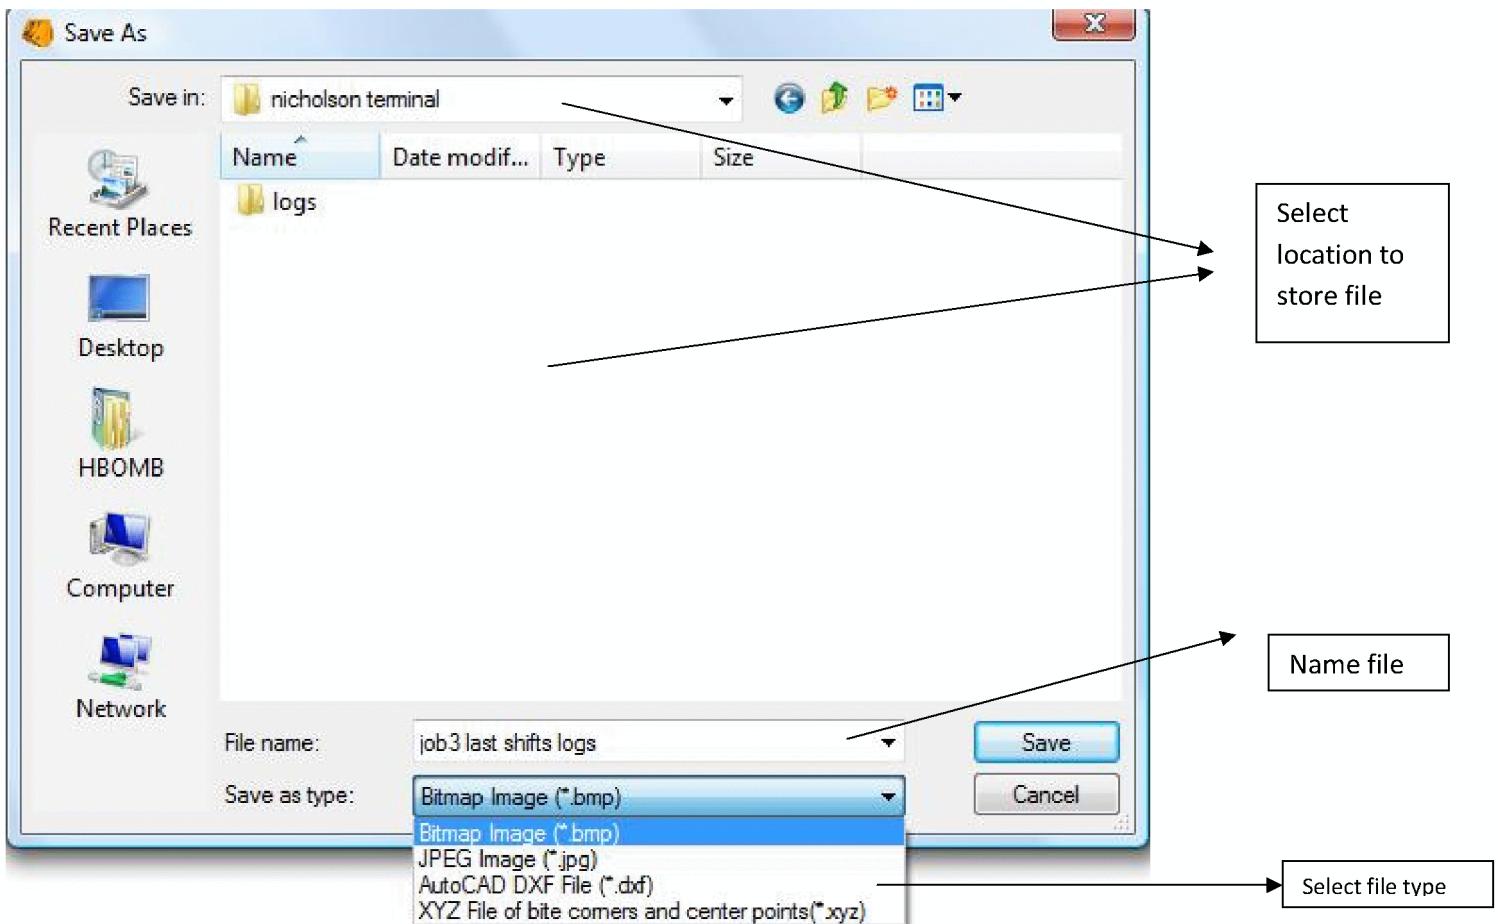 Save As
Save in:
nicholson terminal
Name
Date modif...
Type
Size
logs
Recent Places
Desktop
HBOMB
Computer
Network
File name:
job3 last shifts logs
Save
Save as type:
Bitmap Image (*.bmp)
Cancel
Bitmap Image (*.bmp)
JPEG Image (*.jpg)
AutoCAD DXF File (*.dxf)
XYZ File of bite corners and center points(*.xyz)
Select
location to
store file
Name file
Select file type